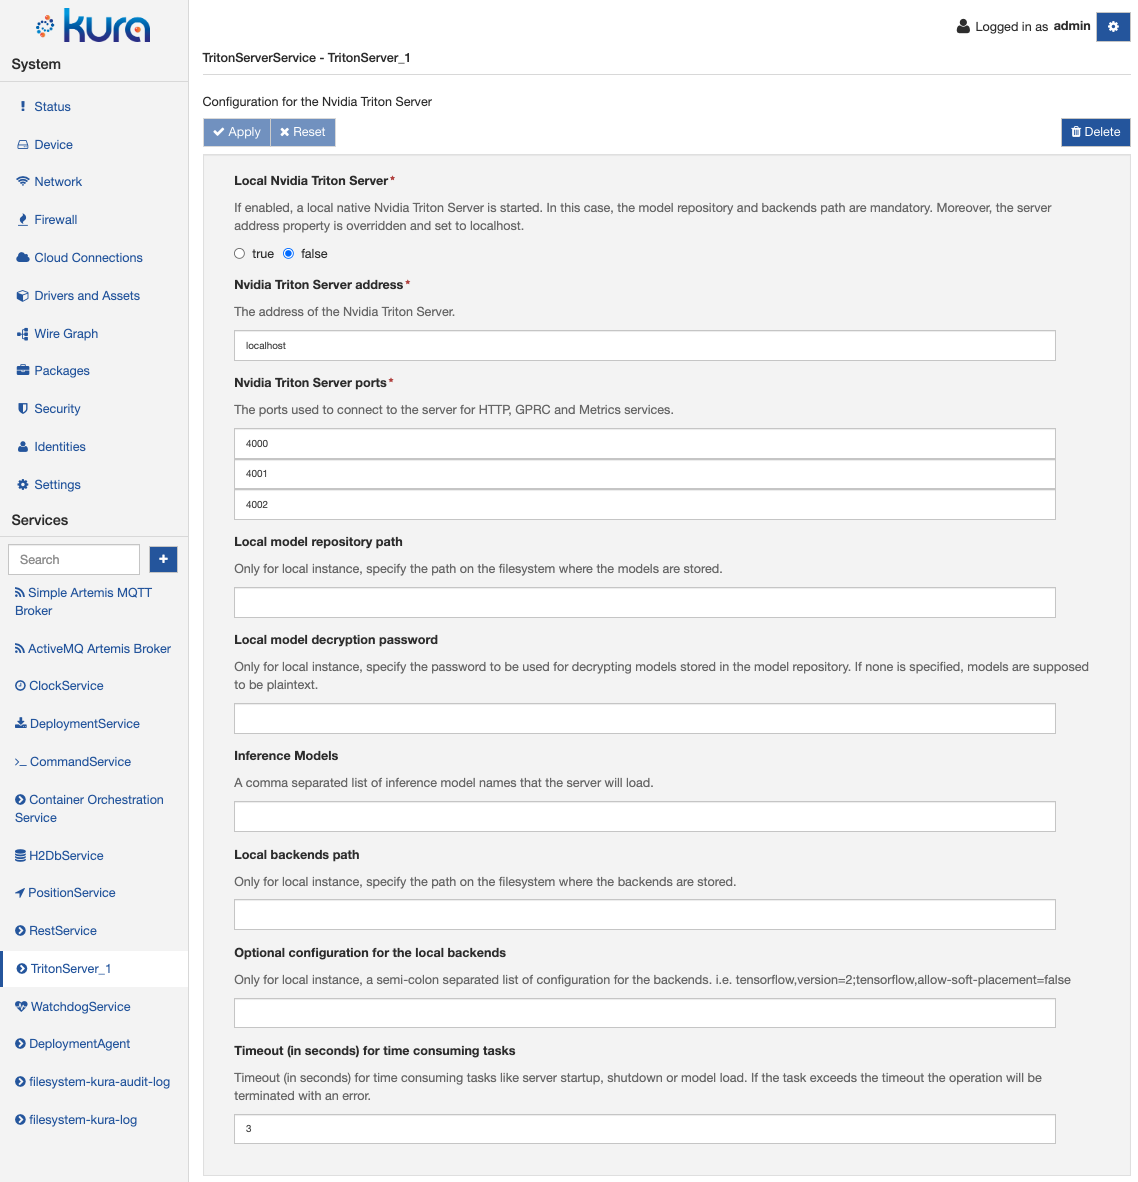 kura
System
Status
Device
Network
Firewall
Cloud Connections
Drivers and Assets
Wire Graph
Packages
Security
Identities
Settings
Services
Search
Simple Artemis MQTT
Broker
ActiveMQ Artemis Broker
ClockService
DeploymentService
CommandService
Container Orchestration
Service
H2DbService
PositionService
RestService
TritonServer_1
WatchdogService
DeploymentAgent
filesystem-kura-audit-log
filesystem-kura-log
Logged in as admin
TritonServerService - TritonServer_1
Configuration for the Nvidia Triton Server
Apply Reset Delete
Local Nvidia Triton Server*
If enabled, a local native Nvidia Triton Server is started. In this case, the model repository and backends path are mandatory. Moreover, the server
address property is overridden and set to localhost.
true false
Nvidia Triton Server address*
The address of the Nvidia Triton Server.
localhost
Nvidia Triton Server ports*
The ports used to connect to the server for HTTP, GPRC and Metrics services.
4000
4001
4002
Local model repository path
Only for local instance, specify the path on the filesystem where the models are stored.
Local model decryption password
Only for local instance, specify the password to be used for decrypting models stored in the model repository. If none is specified, models are supposed
to be plaintext.
Inference Models
A comma separated list of inference model names that the server will load.
Local backends path
Only for local instance, specify the path on the filesystem where the backends are stored.
Optional configuration for the local backends
Only for local instance, a semi-colon separated list of configuration for the backends. i.e. tensorflow,version=2;tensorflow,allow-soft-placement=false
Timeout (in seconds) for time consuming tasks
Timeout (in seconds) for time consuming tasks like server startup, shutdown or model load. If the task exceeds the timeout the operation will be
terminated with an error.
3